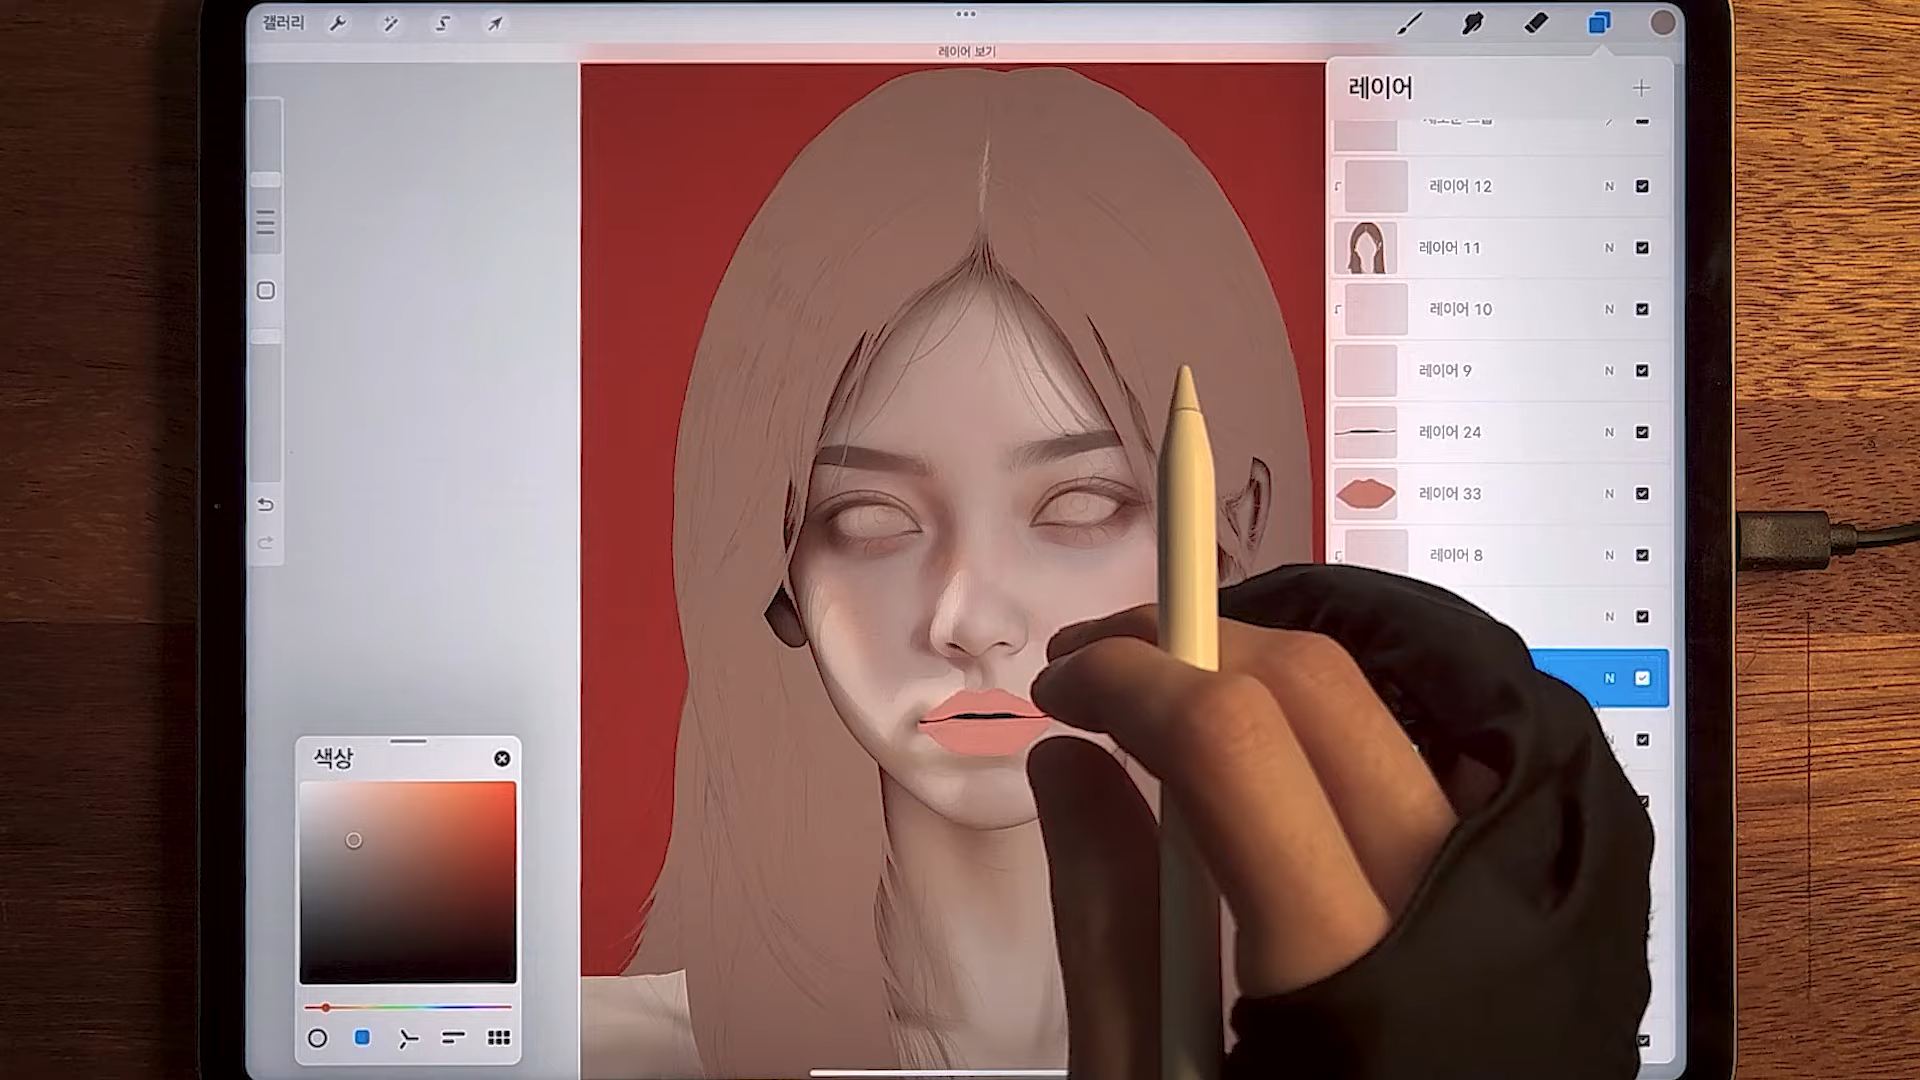 갤러리
레이어 보기
레이어
레이어 12 N
레이어 11 N
레이어 10 N
레이어 9 N
레이어 24 N
레이어 33 N
레이어 8 N
N
N
색상